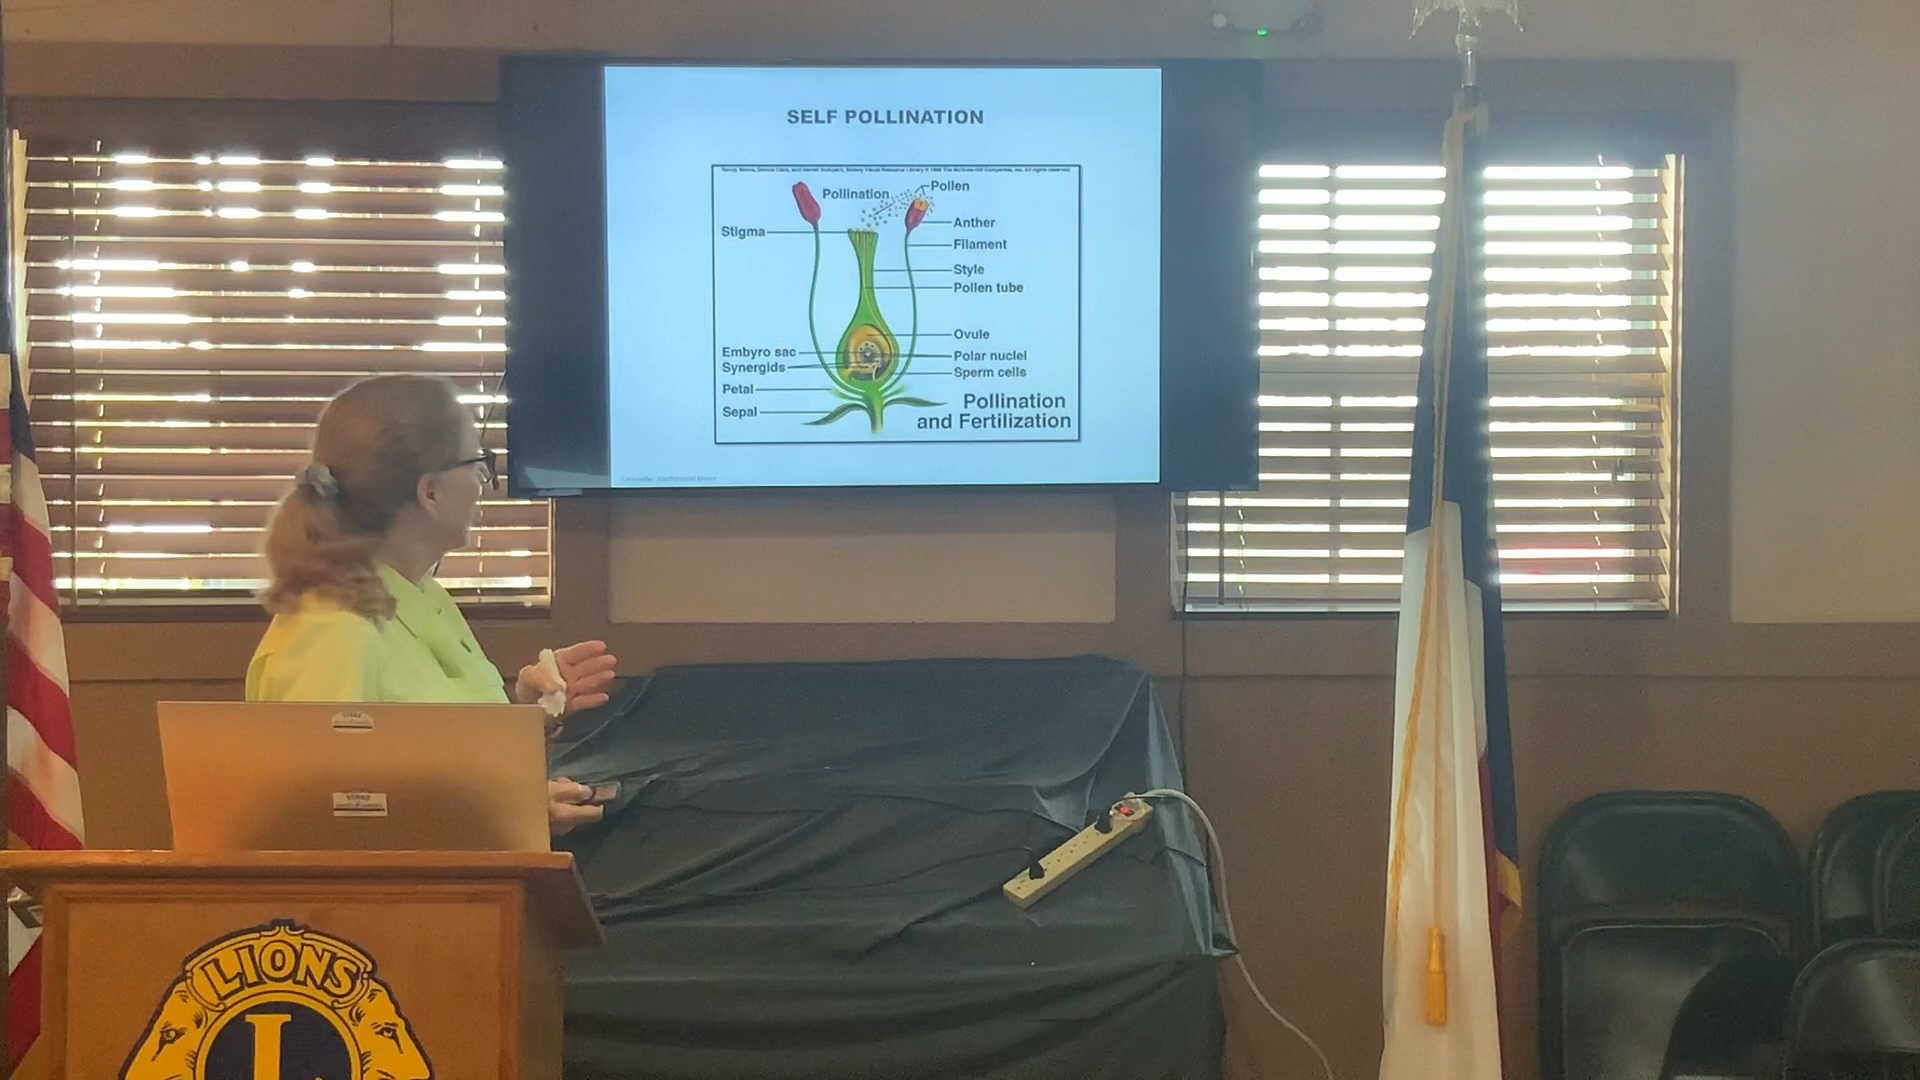 SELF POLLINATION
Pollination
Pollen
Stigma
Anther
Filament
Style
Pollen tube
Ovule
Embyro sac
Polar nuclei
Synergids
Sperm cells
Petal
Sepal
Pollination
and Fertilization
LIONS
L